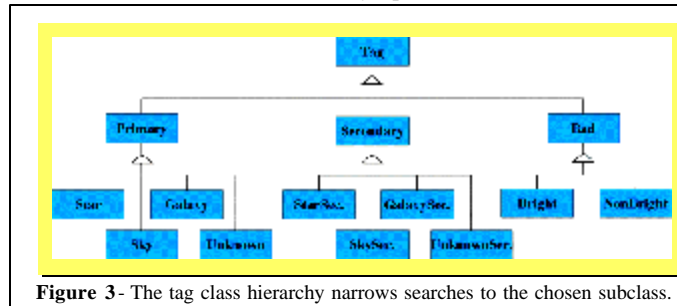 Tag
Primary
Secondary
Bad
Star
Galaxy
StarSec.
GalaxySec.
Bright
NonBright
Sky
Unknown
SkySec.
UnknownSec.
Figure 3- The tag class hierarchy narrows searches to the chosen subclass.